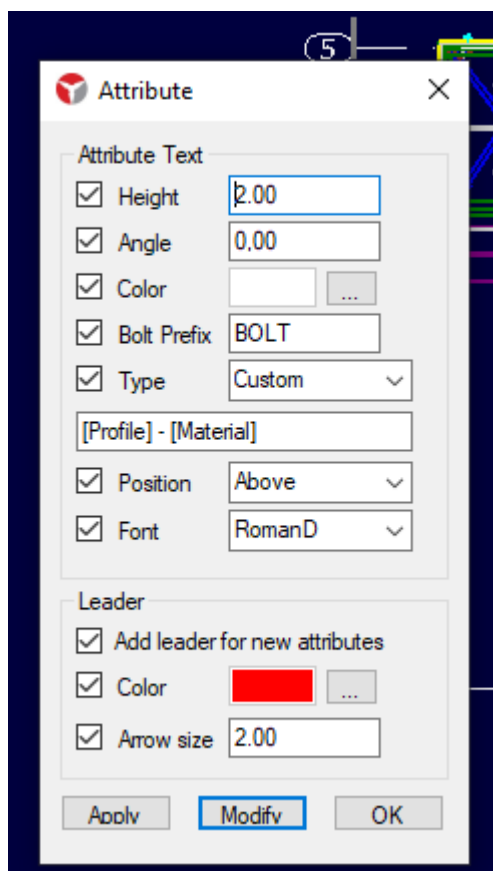 5
Attribute
Attribute Text
Height 2.00
Angle 0,00
Color ...
Bolt Prefix BOLT
Type Custom
[Profile] - [Material]
Position Above
Font RomanD
Leader
Add leader for new attributes
Color ...
Arrow size 2.00
Apply Modify OK